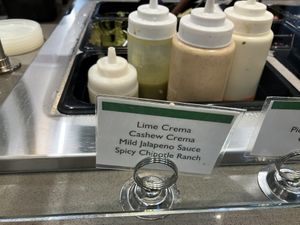 Lime Crema
Cashew Crema
Mild Jalapeno Sauce
Spicy Chipotle Ranch